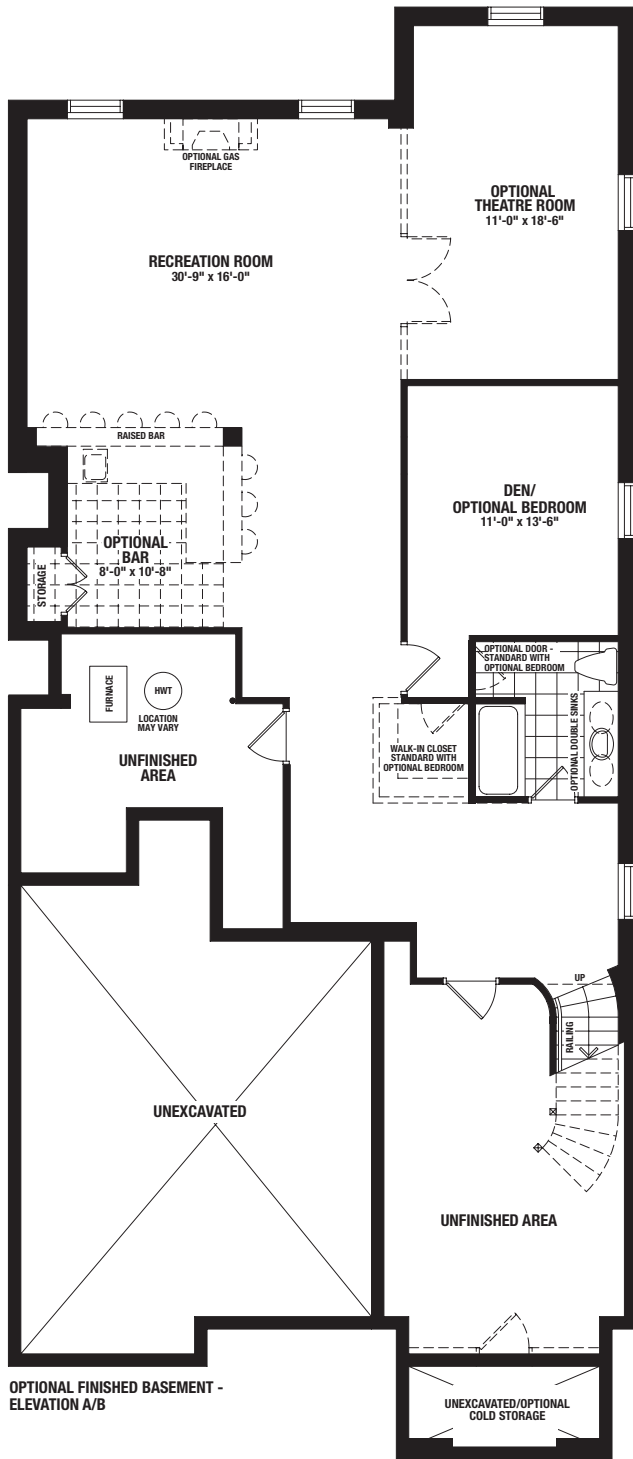 OPTIONAL GAS
FIREPLACE
OPTIONAL
THEATRE ROOM
11'-0" x 18'-6"
RECREATION ROOM
30'-9" x 16'-0"
RAISED BAR
DEN/
OPTIONAL BEDROOM
11'-0" x 13'-6"
OPTIONAL
BAR
8'-0" x 10'-8"
STORAGE
OPTIONAL DOOR -
STANDARD WITH
OPTIONAL BEDROOM
FURNACE
HWT
LOCATION
MAY VARY
OPTIONAL DOUBLE SINKS
WALK-IN CLOSET
STANDARD WITH
OPTIONAL BEDROOM
UNFINISHED
AREA
UP
RAILING
UNEXCAVATED
UNFINISHED AREA
OPTIONAL FINISHED BASEMENT -
ELEVATION A/B
UNEXCAVATED/OPTIONAL
COLD STORAGE